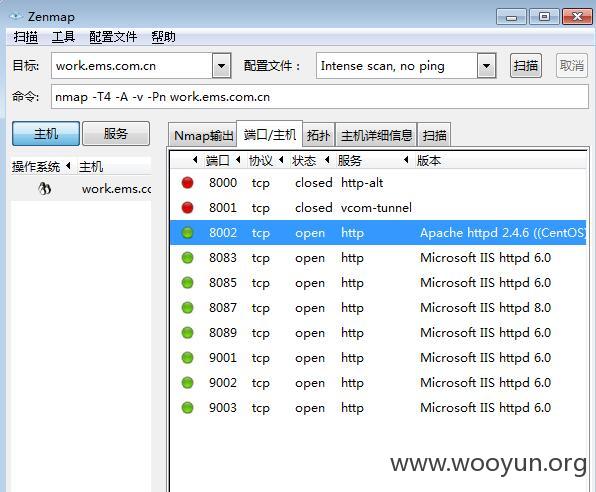 Zenmap
扫描 工具 配置文件 帮助
目标: work.ems.com.cn 配置文件: Intense scan, no ping 扫描 取消
命令: nmap -T4 -A -v -Pn work.ems.com.cn
主机 服务 Nmap输出 端口/主机 拓扑 主机详细信息 扫描
操作系统 主机 端口 协议 状态 服务 版本
work.ems.cc 8000 tcp closed http-alt
8001 tcp closed vcom-tunnel
8002 tcp open http Apache httpd 2.4.6 ((CentOS)
8083 tcp open http Microsoft IIS httpd 6.0
8085 tcp open http Microsoft IIS httpd 6.0
8087 tcp open http Microsoft IIS httpd 8.0
8089 tcp open http Microsoft IIS httpd 6.0
9001 tcp open http Microsoft IIS httpd 6.0
9002 tcp open http Microsoft IIS httpd 6.0
9003 tcp open http Microsoft IIS httpd 6.0
www.wooyun.org